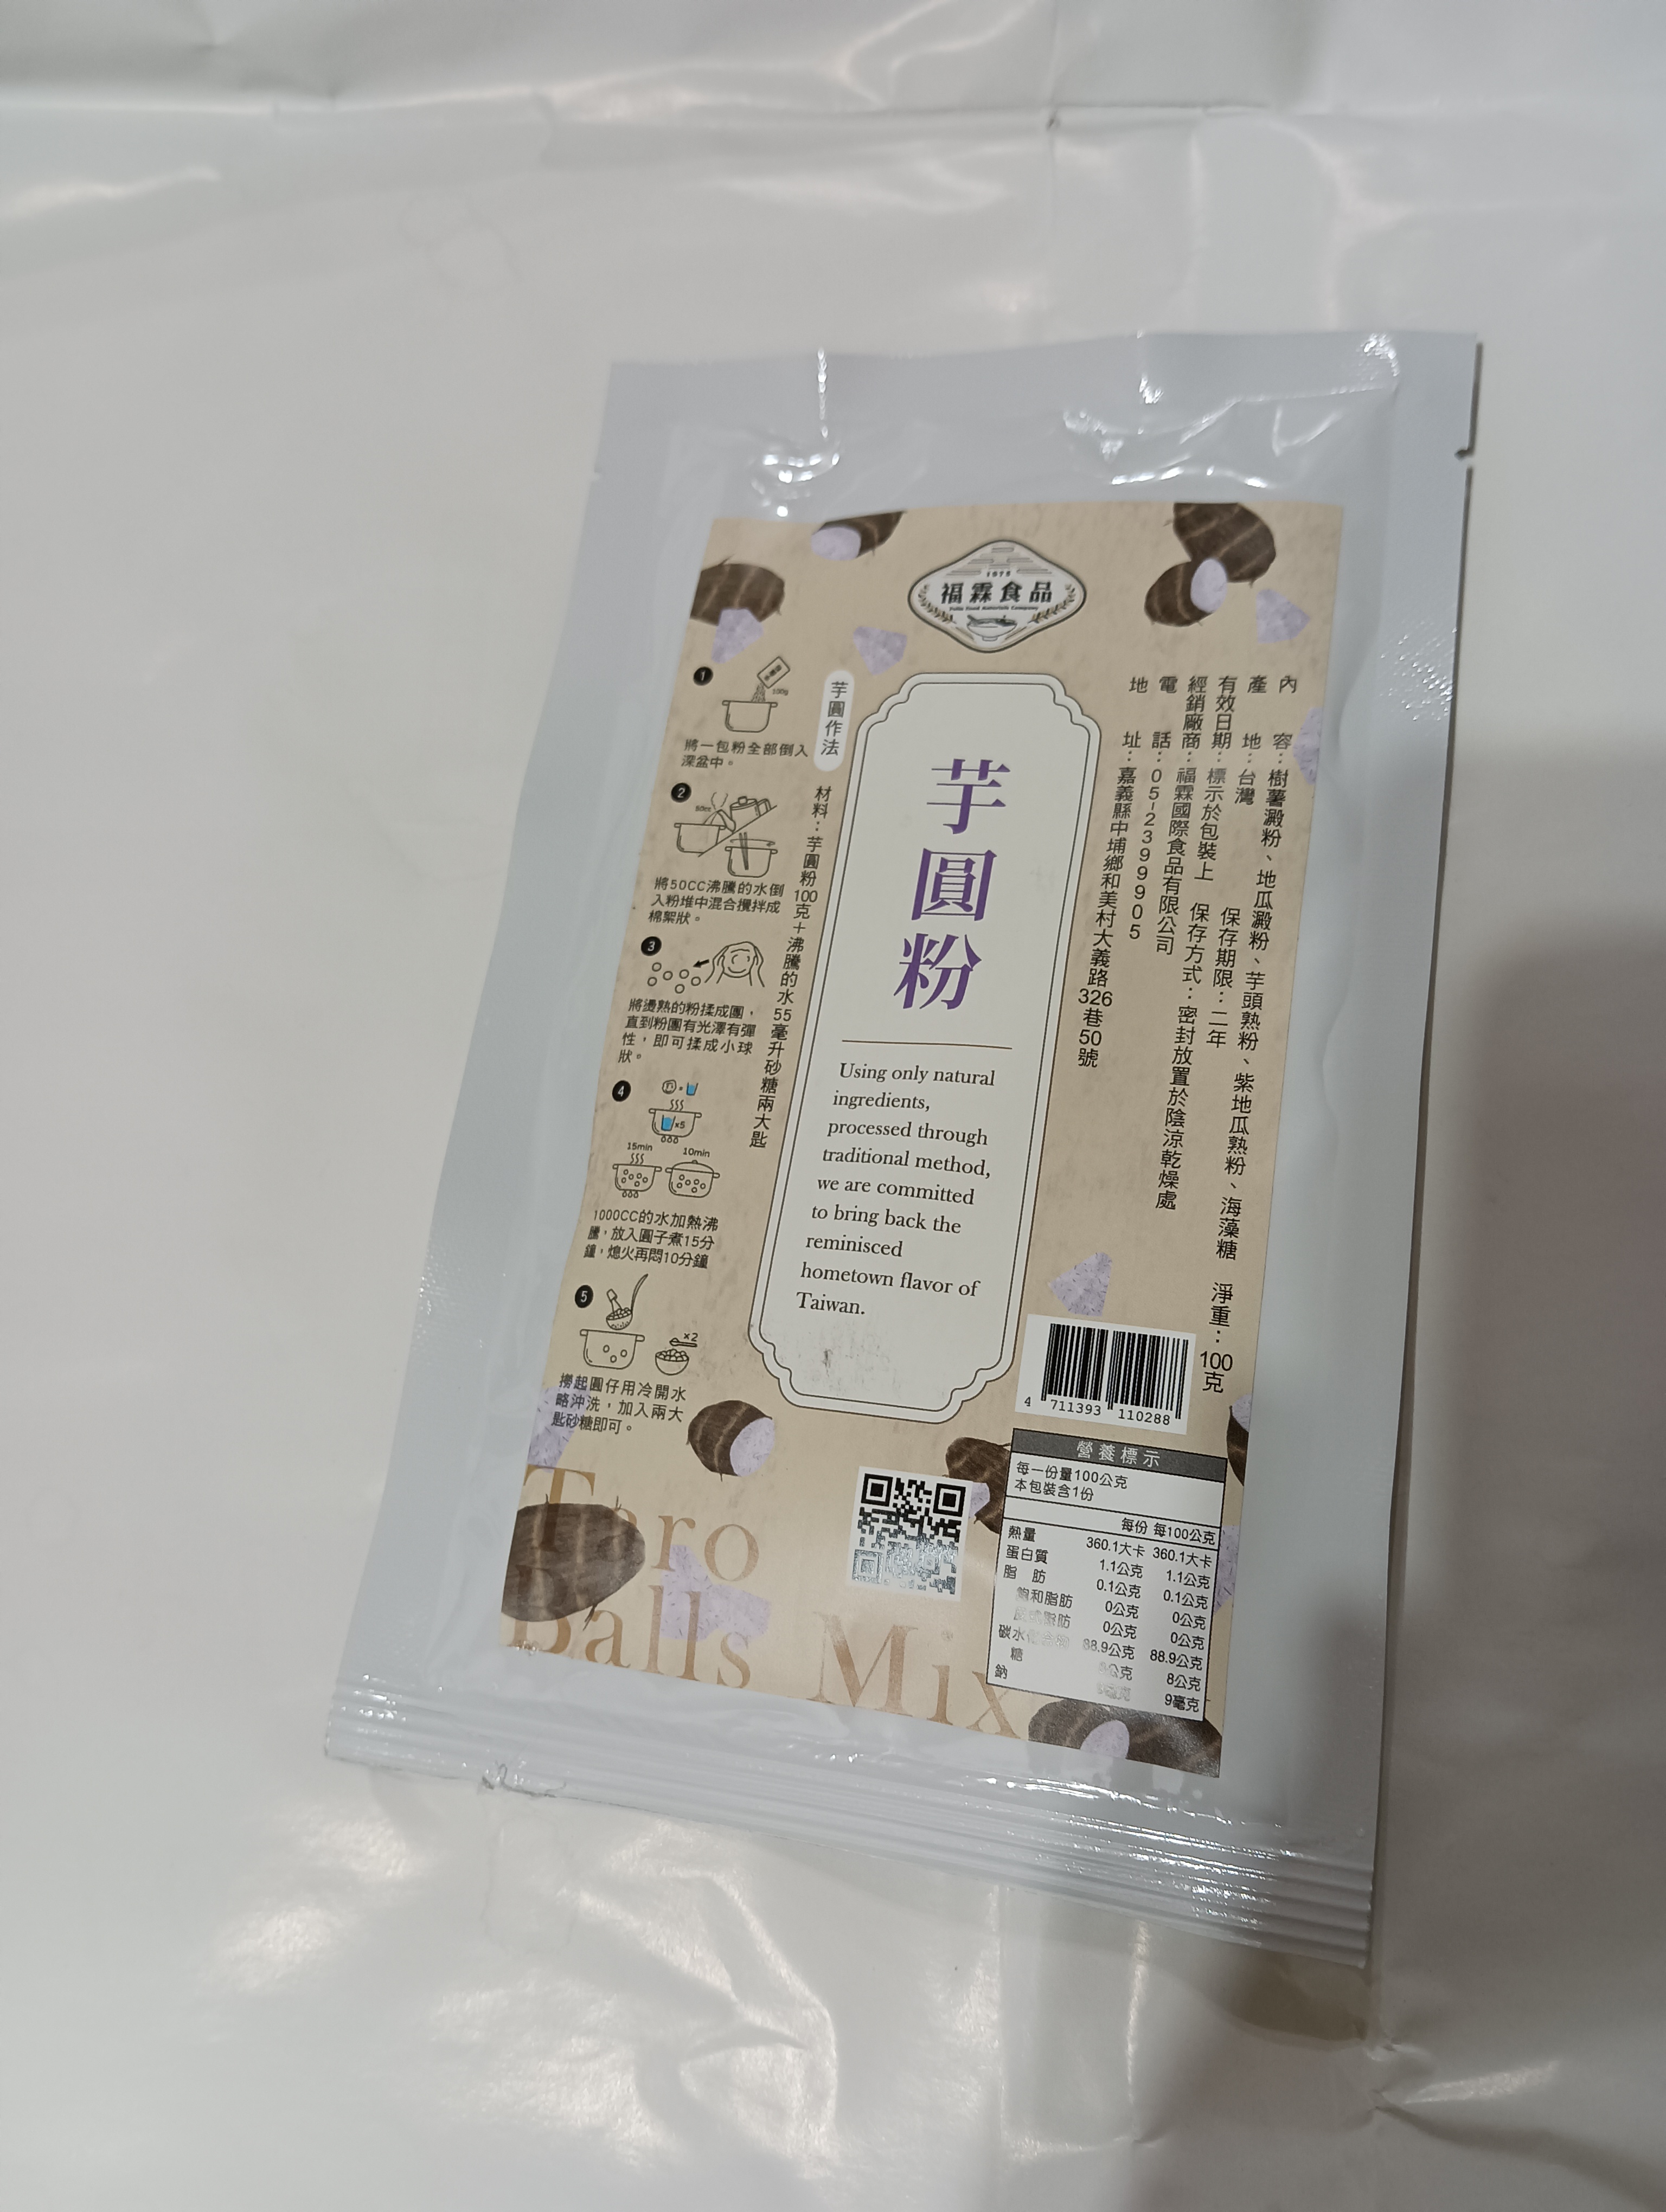 1978
福霖食品
Fulin Food Materials Company
芋圓粉
Using only natural
ingredients,
processed through
traditional method,
we are committed
to bring back the
reminisced
hometown flavor of
Taiwan.
內容：樹薯澱粉、地瓜澱粉、芋頭熟粉、紫地瓜熟粉、海藻糖 淨重：100克
產地：台灣 保存期限：二年
有效日期：標示於包裝上 保存方式：密封放置於陰涼乾燥處
經銷廠商：福霖國際食品有限公司
電話：05-2399905
地址：嘉義縣中埔鄉和美村大義路326巷50號
芋圓作法
材料：芋圓粉100克＋沸騰的水55毫升砂糖兩大匙
1
100g
將一包粉全部倒入
深盆中。
2
將50CC沸騰的水倒
入粉堆中混合攪拌成
棉絮狀。
3
將燙熟的粉揉成團，
直到粉團有光澤有彈
性，即可揉成小球
狀。
4
x5
15min
10min
1000CC的水加熱沸
騰，放入圓子煮15分
鐘，熄火再悶10分鐘
5
x2
撈起圓仔用冷開水
略沖洗，加入兩大
匙砂糖即可。
4 711393 110288
營養標示
每一份量100公克
本包裝含1份
每份 每100公克
熱量 360.1大卡 360.1大卡
蛋白質 1.1公克 1.1公克
脂肪 0.1公克 0.1公克
飽和脂肪 0公克 0公克
脂肪 0公克 0公克
碳水 88.9公克 88.9公克
糖 公克 8公克
鈉 9毫克
Taro
Balls Mix